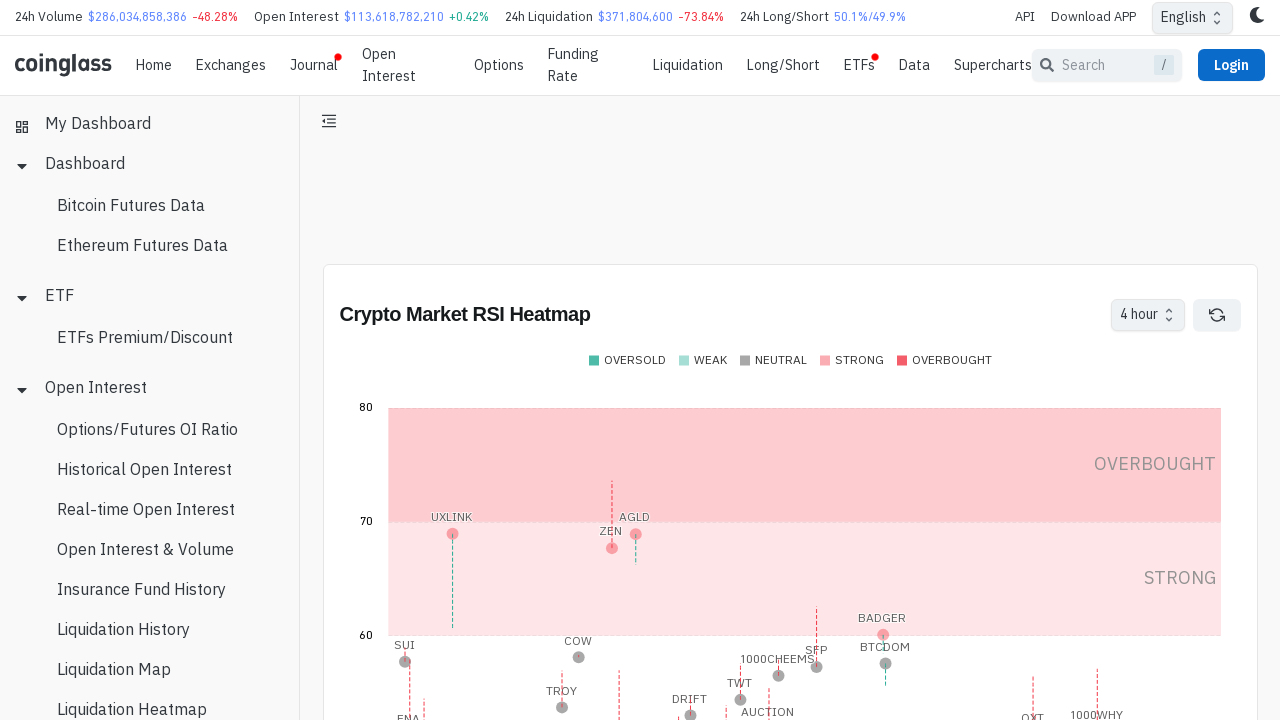 24h Volume $286,034,858,386 -48.28% Open Interest $113,618,782,210 +0.42% 24h Liquidation $371,804,600 -73.84% 24h Long/Short 50.1%/49.9% API Download APP English
coinglass Home Exchanges Journal Open Interest Options Funding Rate Liquidation Long/Short ETFs Data Supercharts Search / Login
My Dashboard
Dashboard
Bitcoin Futures Data
Ethereum Futures Data
ETF
ETFs Premium/Discount
Open Interest
Options/Futures OI Ratio
Historical Open Interest
Real-time Open Interest
Open Interest & Volume
Insurance Fund History
Liquidation History
Liquidation Map
Liquidation Heatmap
Crypto Market RSI Heatmap 4 hour
OVERSOLD WEAK NEUTRAL STRONG OVERBOUGHT
80
OVERBOUGHT
70
UXLINK AGLD
ZEN
STRONG
60
BADGER
SUI COW SFP BTCDOM
1000CHEEMS
TROY TWT
DRIFT
AUCTION
ENA OXT 1000WHY